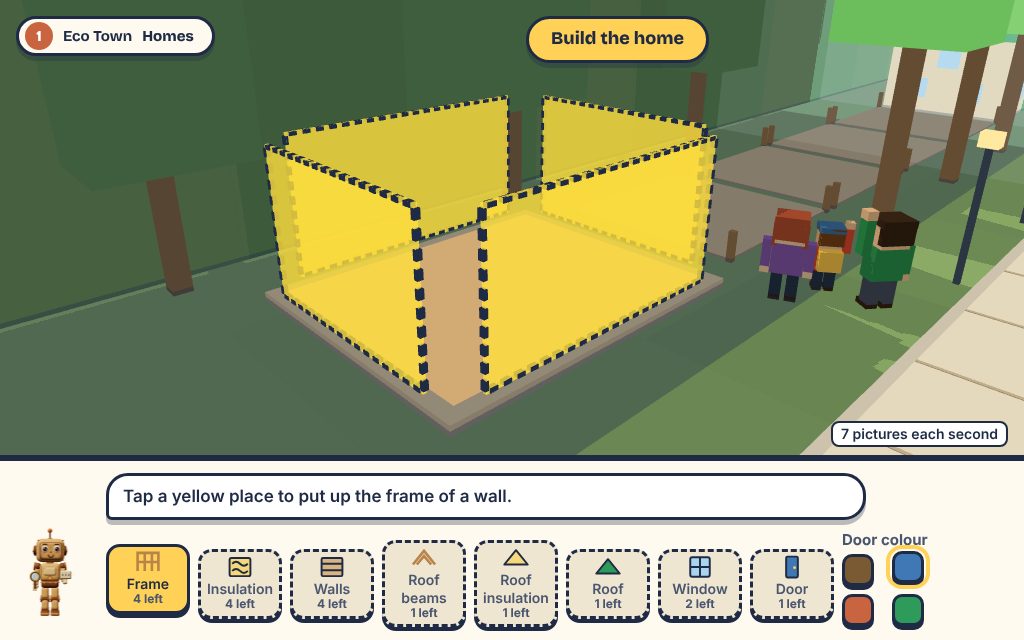 1 Eco Town Homes
Build the home
7 pictures each second
Tap a yellow place to put up the frame of a wall.
Frame
4 left
Insulation
4 left
Walls
4 left
Roof
beams
1 left
Roof
insulation
1 left
Roof
1 left
Window
2 left
Door
1 left
Door colour